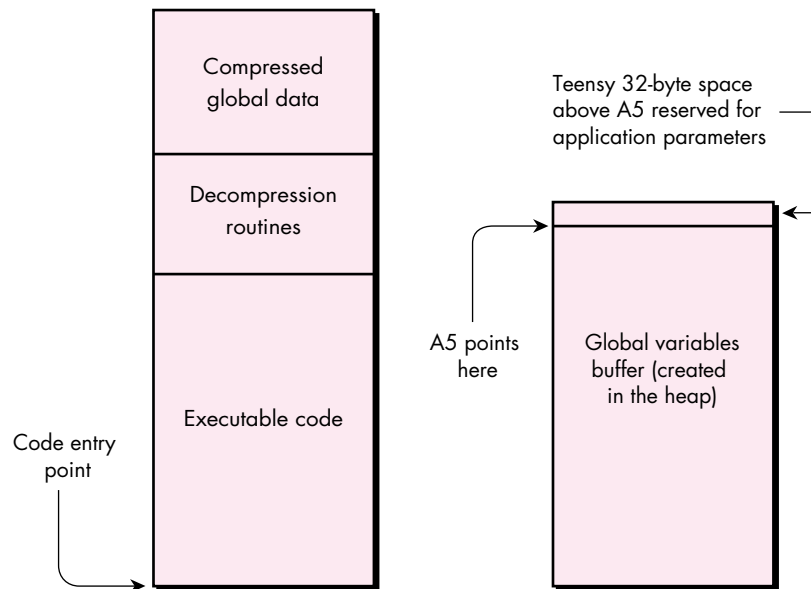 Compressed
global data
Decompression
routines
Executable code
Code entry
point
Teensy 32-byte space
above A5 reserved for
application parameters
A5 points
here
Global variables
buffer (created
in the heap)